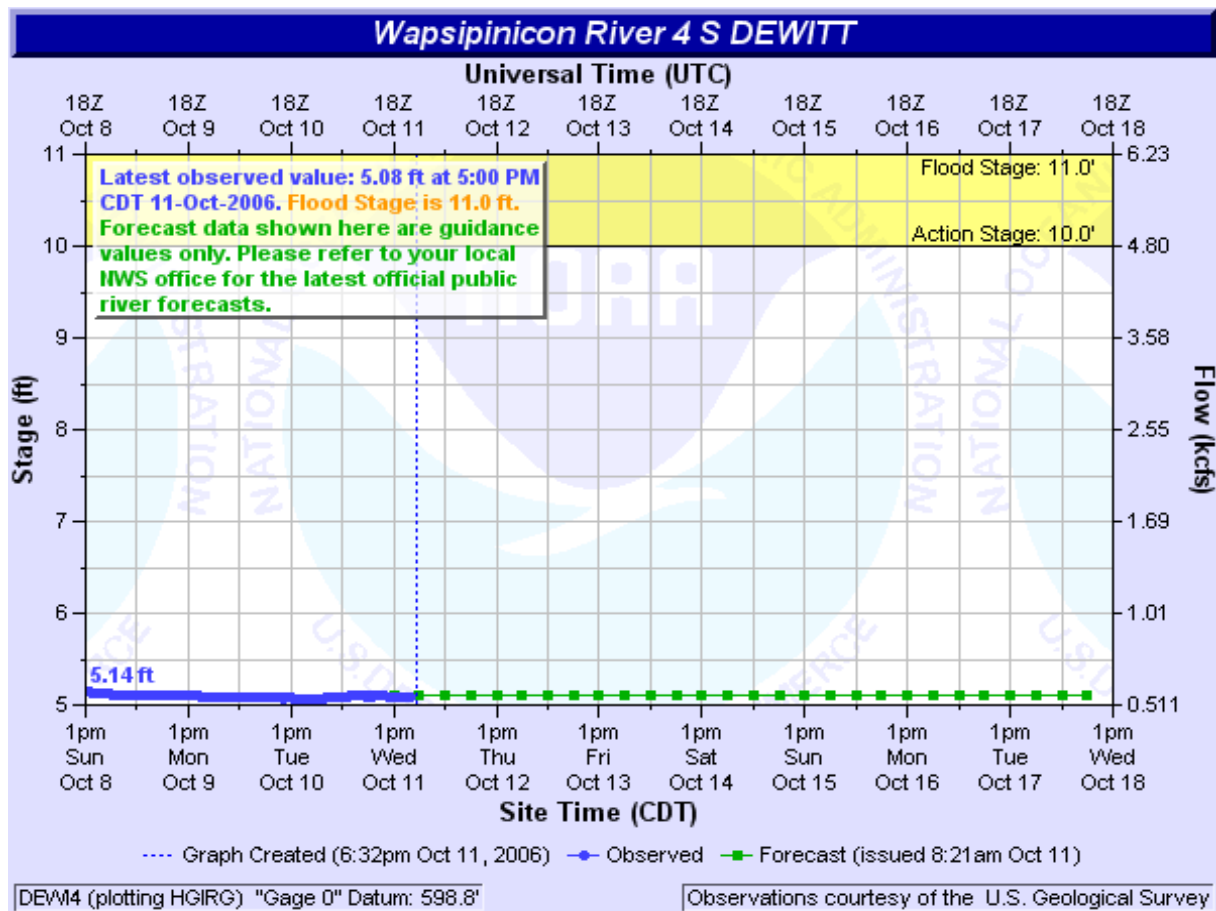 Wapsipinicon River 4 S DEWITT
Universal Time (UTC)
18Z 18Z 18Z 18Z 18Z 18Z 18Z 18Z 18Z 18Z 18Z
Oct 8 Oct 9 Oct 10 Oct 11 Oct 12 Oct 13 Oct 14 Oct 15 Oct 16 Oct 17 Oct 18
Latest observed value: 5.08 ft at 5:00 PM
CDT 11-Oct-2006. Flood Stage is 11.0 ft.
Forecast data shown here are guidance
values only. Please refer to your local
NWS office for the latest official public
river forecasts.
Flood Stage: 11.0'
Action Stage: 10.0'
Stage (ft)
11
10
9
8
7
6
5
Flow (kcfs)
6.23
4.80
3.58
2.55
1.69
1.01
0.511
NOAA
NATIONAL OCEAN
IC ADMINISTRATION
STRATION
NATIONAL
U.S.D
ERCE
MERCE
U.S.D
5.14 ft
1pm 1pm 1pm 1pm 1pm 1pm 1pm 1pm 1pm 1pm 1pm
Sun Mon Tue Wed Thu Fri Sat Sun Mon Tue Wed
Oct 8 Oct 9 Oct 10 Oct 11 Oct 12 Oct 13 Oct 14 Oct 15 Oct 16 Oct 17 Oct 18
Site Time (CDT)
Graph Created (6:32pm Oct 11, 2006) Observed Forecast (issued 8:21am Oct 11)
DEWI4 (plotting HGIRG) "Gage 0" Datum: 598.8'
Observations courtesy of the U.S. Geological Survey